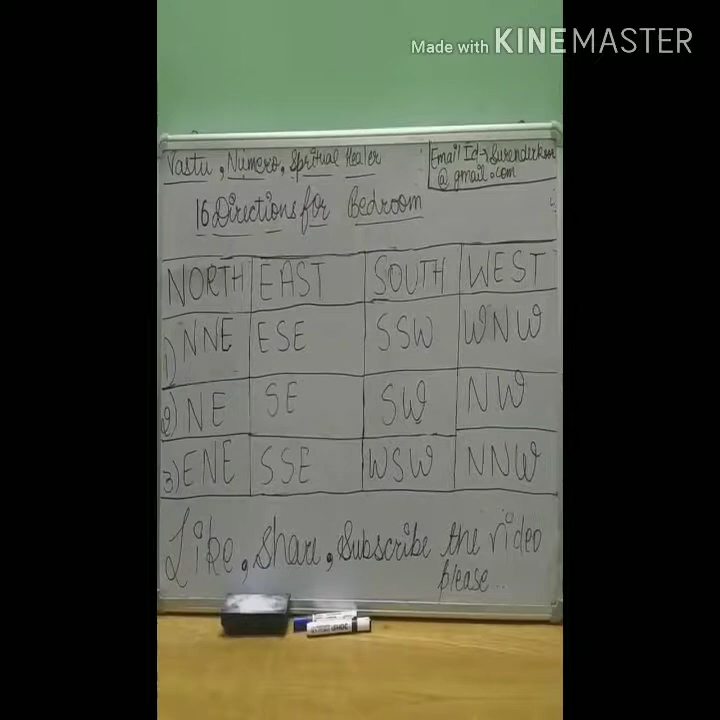 Made with KINEMASTER
Vastu, Numero, Spritual Healer
Email Id→ Surenderkor
@ gmail.com
16 Directions for Bedroom
NORTH EAST SOUTH WEST
1) NNE ESE SSW WNW
2) NE SE SW NW
3) ENE SSE WSW NNW
Like, Share, Subscribe the video
please..